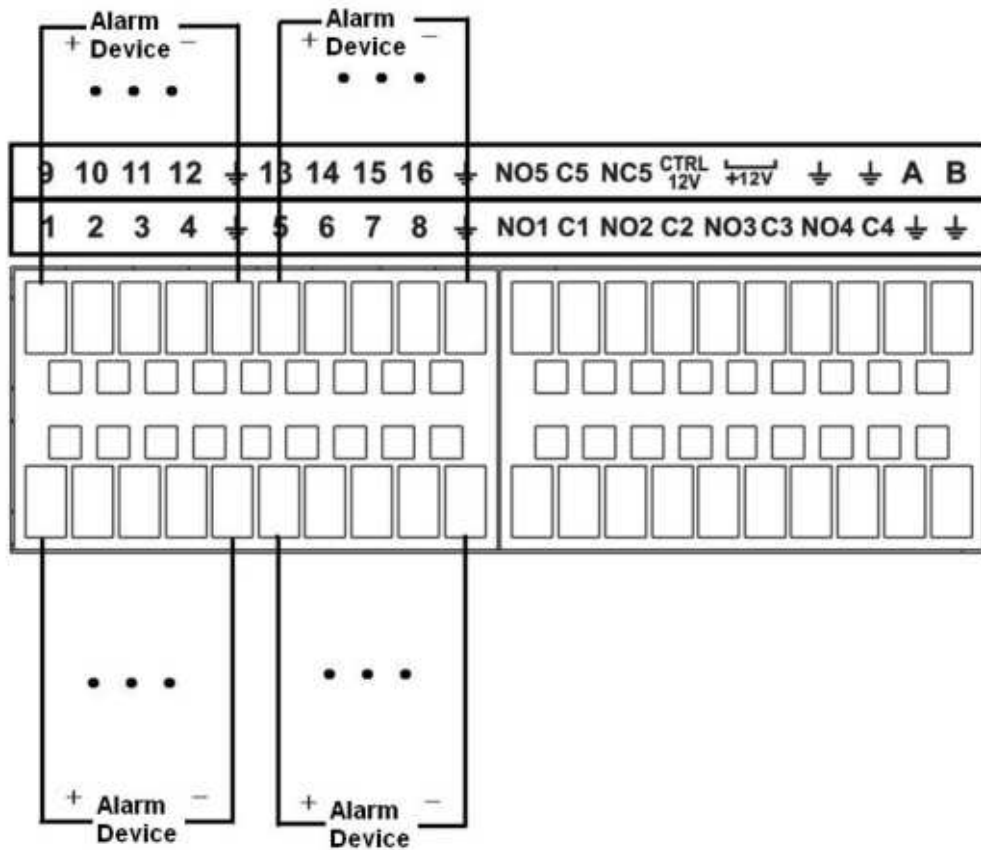 Alarm
+ Device −
Alarm
+ Device −
9 10 11 12 ⏚ 13 14 15 16 ⏚ NO5 C5 NC5 CTRL 12V +12V ⏚ ⏚ A B
1 2 3 4 ⏚ 5 6 7 8 ⏚ NO1 C1 NO2 C2 NO3 C3 NO4 C4 ⏚ ⏚
+ Alarm −
Device
+ Alarm −
Device